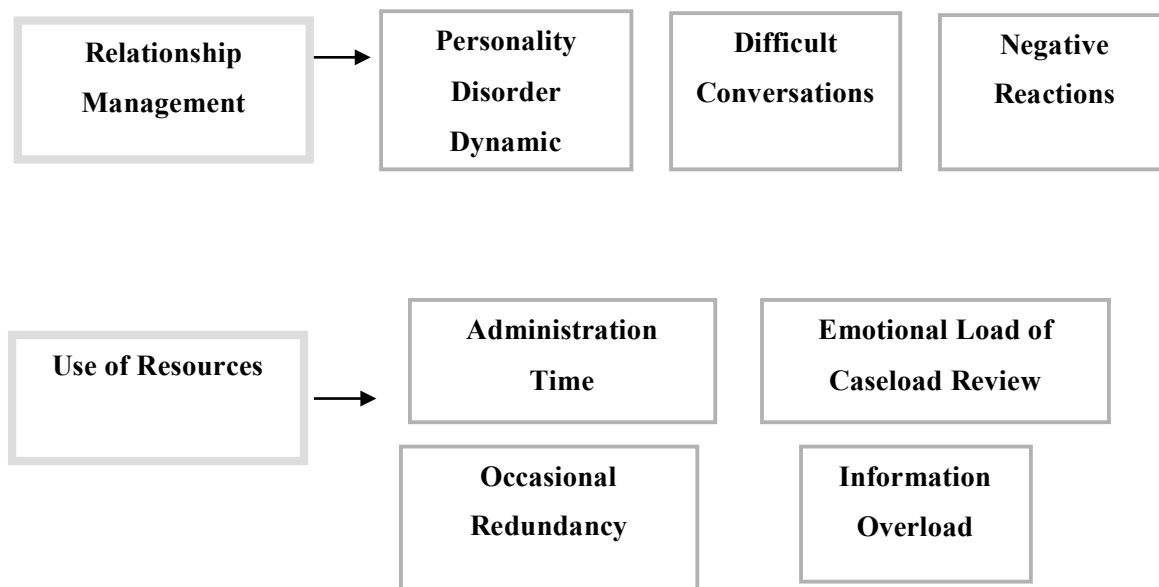 Relationship
Management
Personality
Disorder
Dynamic
Difficult
Conversations
Negative
Reactions
Use of Resources
Administration
Time
Emotional Load of
Caseload Review
Occasional
Redundancy
Information
Overload